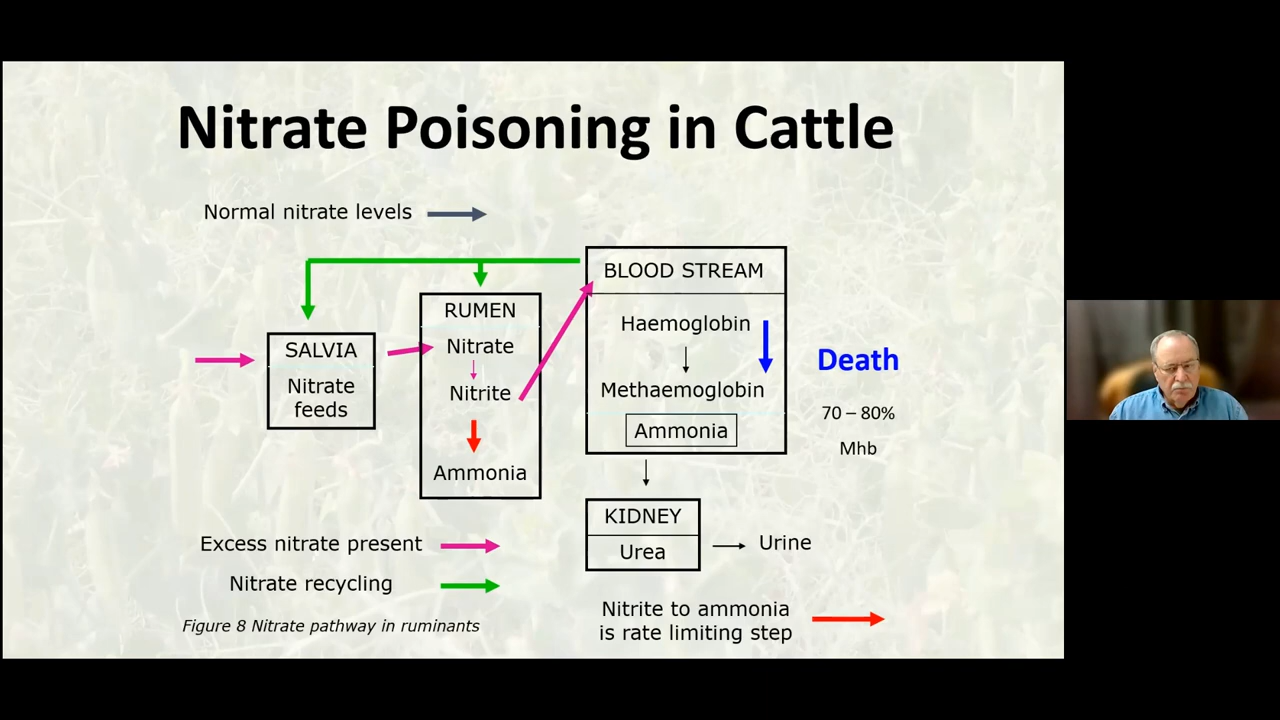 Nitrate Poisoning in Cattle
Normal nitrate levels
SALVIA
Nitrate
feeds
RUMEN
Nitrate
Nitrite
Ammonia
BLOOD STREAM
Haemoglobin
Methaemoglobin
Ammonia
Death
70 – 80%
Mhb
KIDNEY
Urea
Urine
Excess nitrate present
Nitrate recycling
Figure 8 Nitrate pathway in ruminants
Nitrite to ammonia
is rate limiting step